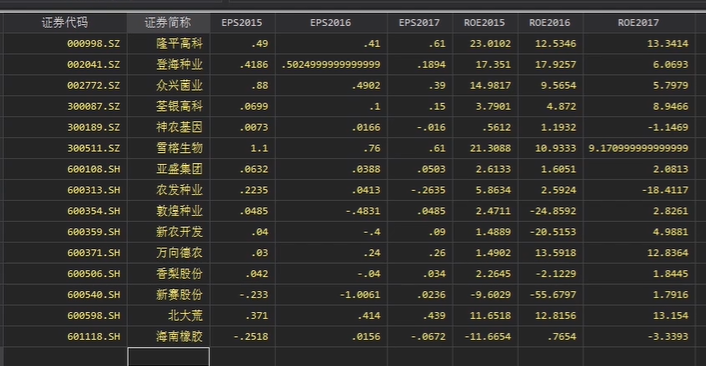 证券代码 证券简称 EPS2015 EPS2016 EPS2017 ROE2015 ROE2016 ROE2017
000998.SZ 隆平高科 .49 .41 .61 23.0102 12.5346 13.3414
002041.SZ 登海种业 .4186 .5024999999999999 .1894 17.351 17.9257 6.0693
002772.SZ 众兴菌业 .88 .4902 .39 14.9817 9.5654 5.7979
300087.SZ 荃银高科 .0699 .1 .15 3.7901 4.872 8.9466
300189.SZ 神农基因 .0073 .0166 -.016 .5612 1.1932 -1.1469
300511.SZ 雪榕生物 1.1 .76 .61 21.3088 10.9333 9.170999999999999
600108.SH 亚盛集团 .0632 .0388 .0503 2.6133 1.6051 2.0813
600313.SH 农发种业 .2235 .0413 -.2635 5.8634 2.5924 -18.4117
600354.SH 敦煌种业 .0485 -.4831 .0485 2.4711 -24.8592 2.8261
600359.SH 新农开发 .04 -.4 .09 1.4889 -20.5153 4.9881
600371.SH 万向德农 .03 .24 .26 1.4902 13.5918 12.8364
600506.SH 香梨股份 .042 -.04 .034 2.2645 -2.1229 1.8445
600540.SH 新赛股份 -.233 -1.0061 .0236 -9.6029 -55.6797 1.7916
600598.SH 北大荒 .371 .414 .439 11.6518 12.8156 13.154
601118.SH 海南橡胶 -.2518 .0156 -.0672 -11.6654 .7654 -3.3393